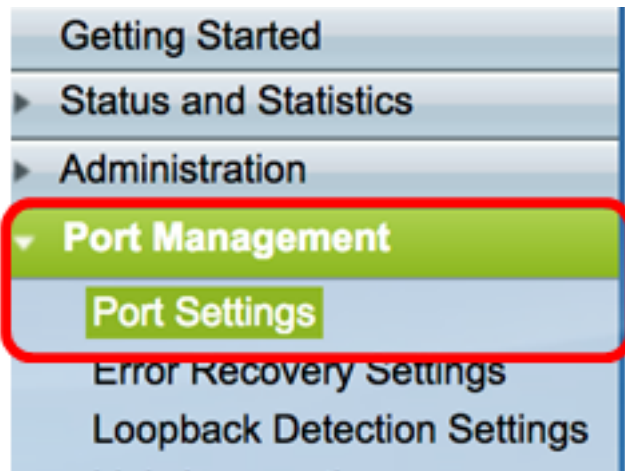 Getting Started
Status and Statistics
Administration
Port Management
Port Settings
Error Recovery Settings
Loopback Detection Settings